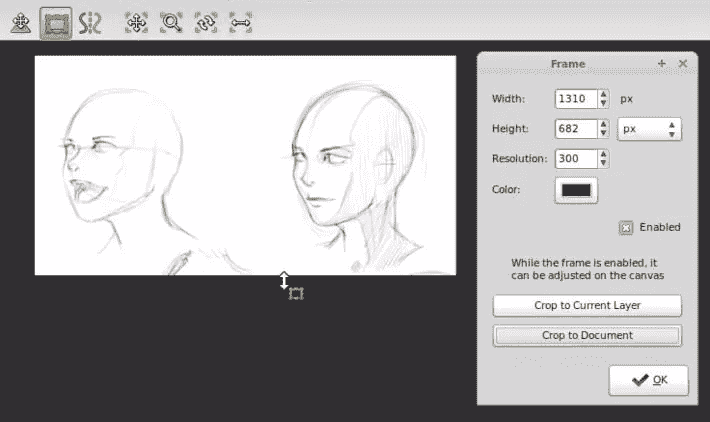 Frame
Width: 1310 px
Height: 682 px
Resolution: 300
Color:
Enabled
While the frame is enabled, it
can be adjusted on the canvas
Crop to Current Layer
Crop to Document
OK